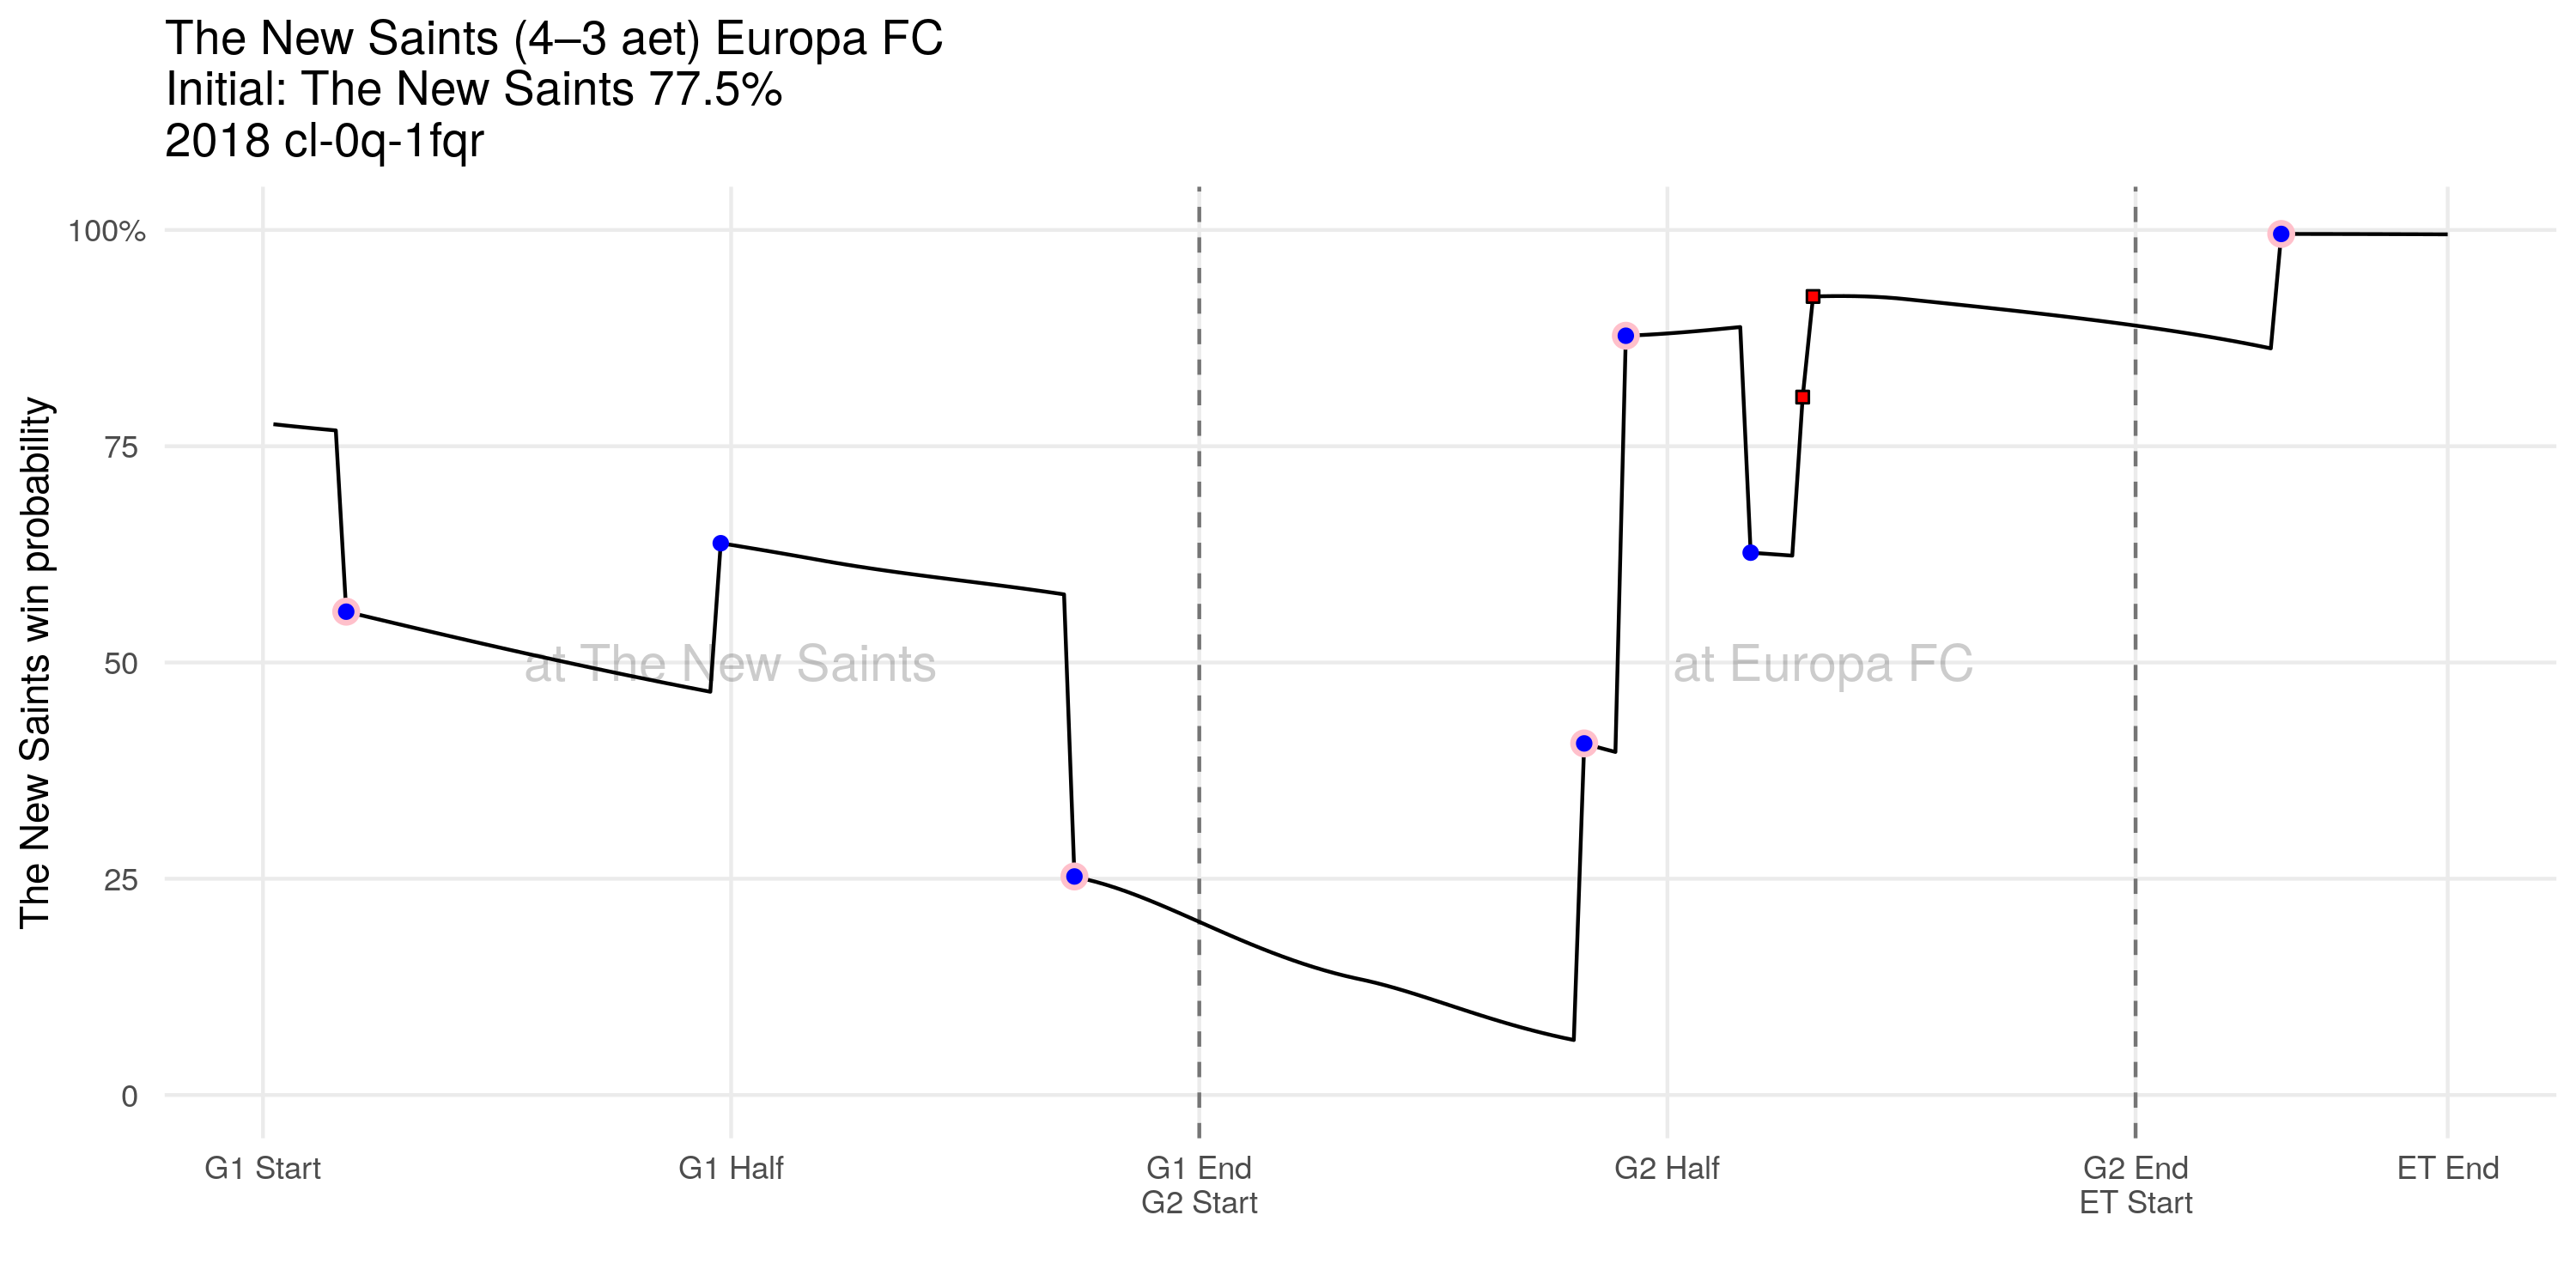 The New Saints (4–3 aet) Europa FC
Initial: The New Saints 77.5%
2018 cl-0q-1fqr
The New Saints win probability
100%
75
50
25
0
at The New Saints
at Europa FC
G1 Start
G1 Half
G1 End
G2 Start
G2 Half
G2 End
ET Start
ET End